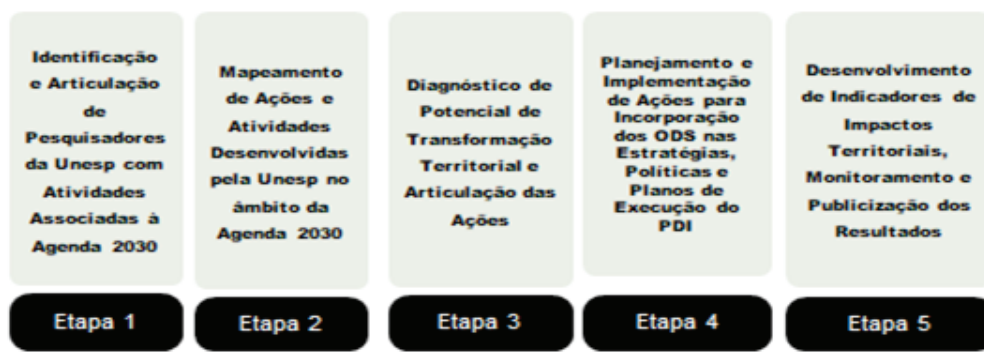 Identificação
e Articulação
de
Pesquisadores
da Unesp com
Atividades
Associadas à
Agenda 2030
Etapa 1
Mapeamento
de Ações e
Atividades
Desenvolvidas
pela Unesp no
âmbito da
Agenda 2030
Etapa 2
Diagnóstico de
Potencial de
Transformação
Territorial e
Articulação das
Ações
Etapa 3
Planejamento e
Implementação
de Ações para
Incorporação
dos ODS nas
Estratégias,
Políticas e
Planos de
Execução do
PDI
Etapa 4
Desenvolvimento
de Indicadores de
Impactos
Territoriais,
Monitoramento e
Publicização dos
Resultados
Etapa 5